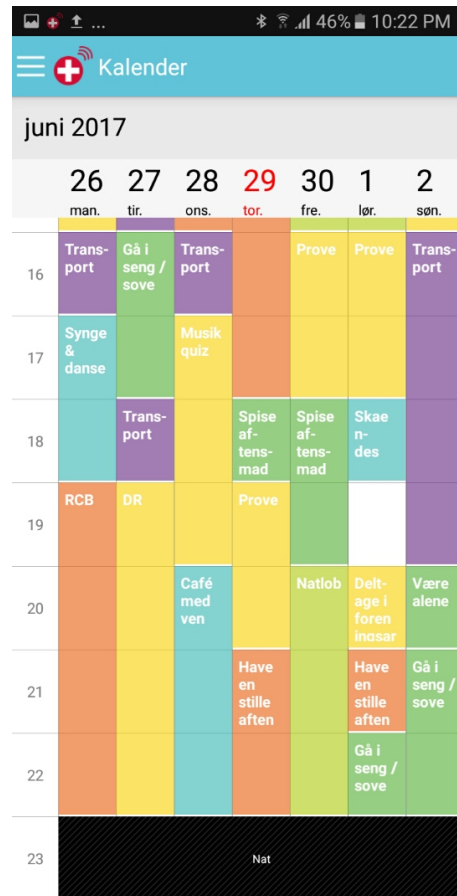 ... 46% 10:22 PM
Kalender
juni 2017
26 27 28 29 30 1 2
man. tir. ons. tor. fre. lør. søn.
16
Trans-
port
Gå i
seng /
sove
Trans-
port
Prove
Prove
Trans-
port
17
Synge
&
danse
Musik
quiz
18
Trans-
port
Spise
af-
tens-
mad
Spise
af-
tens-
mad
Skae
n-
des
19
RCB
DR
Prove
20
Café
med
ven
Natlob
Delt-
age i
foren
ingsar
Være
alene
21
Have
en
stille
aften
Have
en
stille
aften
Gå i
seng /
sove
22
Gå i
seng /
sove
23
Nat